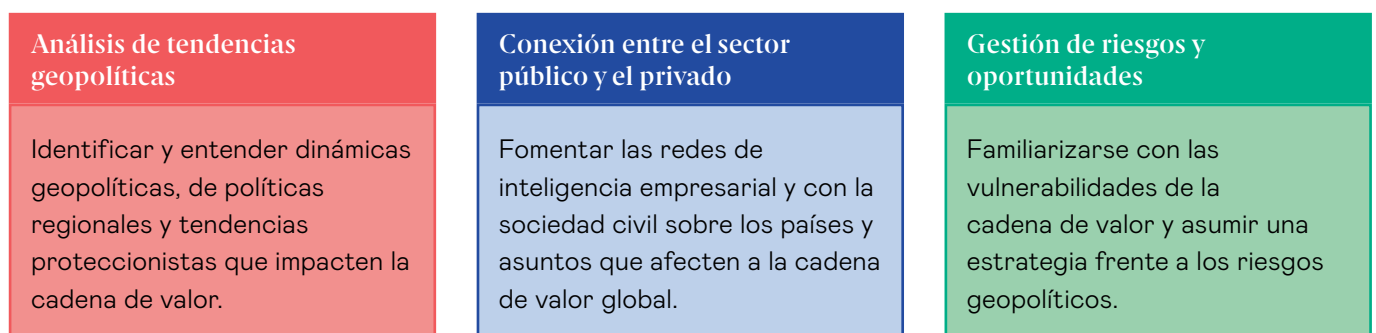 Análisis de tendencias
geopolíticas
Identificar y entender dinámicas
geopolíticas, de políticas
regionales y tendencias
proteccionistas que impacten la
cadena de valor.
Conexión entre el sector
público y el privado
Fomentar las redes de
inteligencia empresarial y con la
sociedad civil sobre los países y
asuntos que afecten a la cadena
de valor global.
Gestión de riesgos y
oportunidades
Familiarizarse con las
vulnerabilidades de la
cadena de valor y asumir una
estrategia frente a los riesgos
geopolíticos.